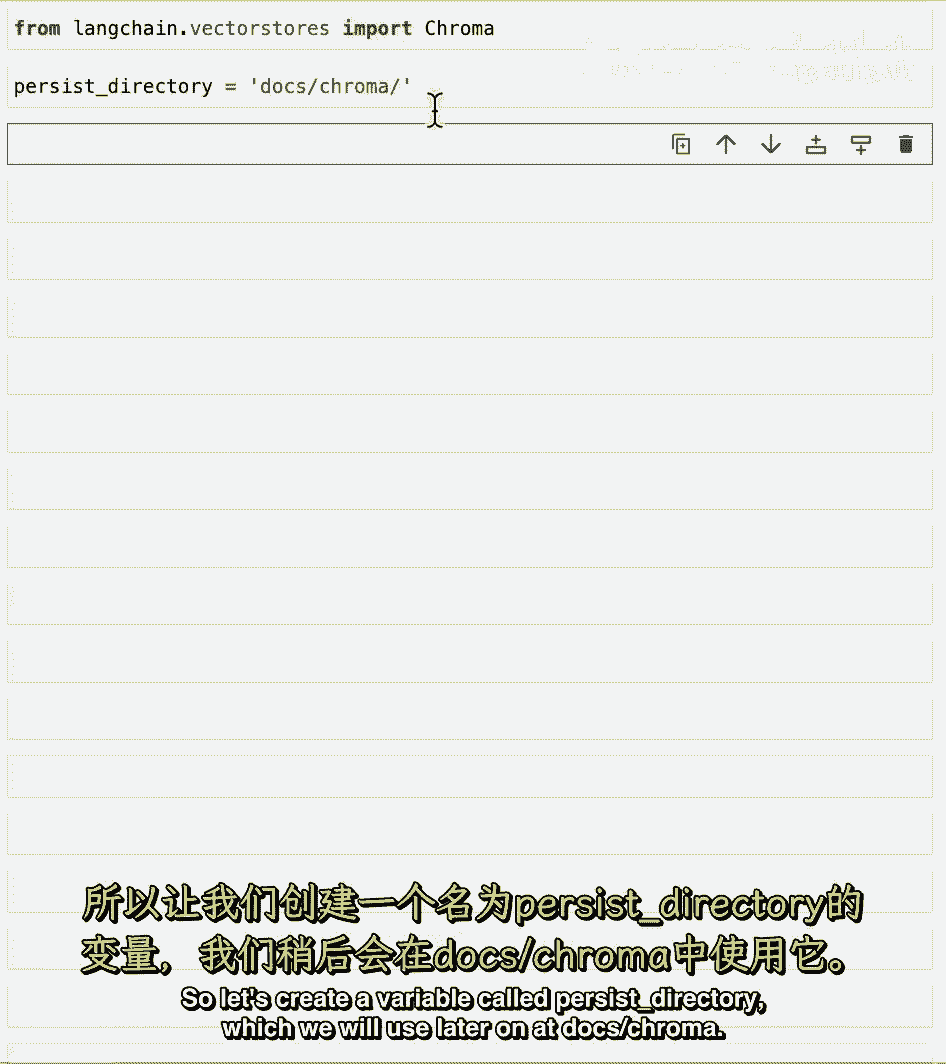 from langchain.vectorstores import Chroma
persist_directory = 'docs/chroma/'
所以让我们创建一个名为persist_directory的
变量，我们稍后会在docs/chroma中使用它。
So let's create a variable called persist_directory,
which we will use later on at docs/chroma.